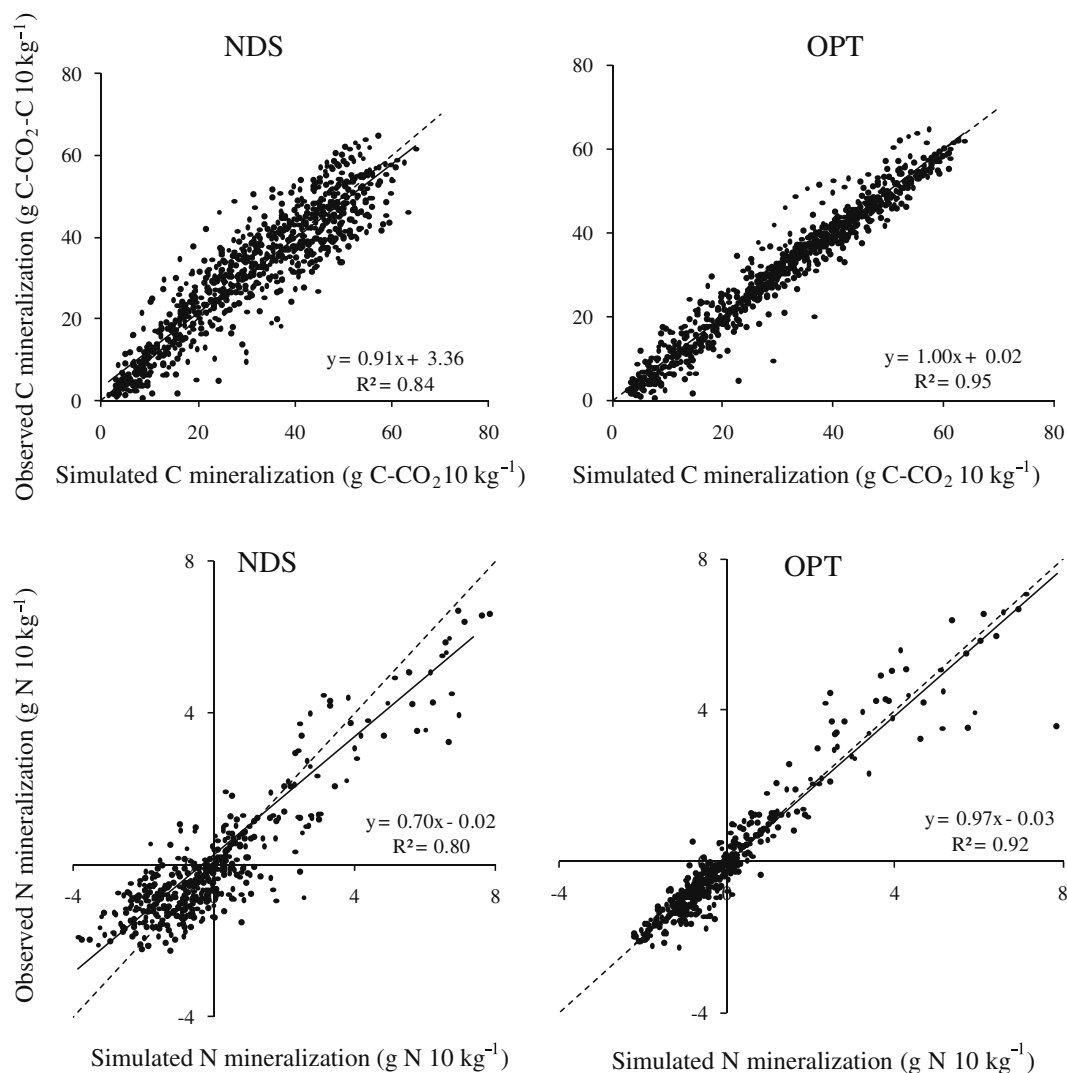 NDS
OPT
Observed C mineralization (g C-CO₂-C 10 kg⁻¹)
80
60
40
20
0
y = 0.91x + 3.36
R² = 0.84
0 20 40 60 80
Simulated C mineralization (g C-CO₂ 10 kg⁻¹)
80
60
40
20
0
y = 1.00x + 0.02
R² = 0.95
0 20 40 60 80
Simulated C mineralization (g C-CO₂ 10 kg⁻¹)
NDS
OPT
Observed N mineralization (g N 10 kg⁻¹)
8
4
y = 0.70x - 0.02
R² = 0.80
-4 4 8
-4
Simulated N mineralization (g N 10 kg⁻¹)
8
4
y = 0.97x - 0.03
R² = 0.92
-4 0 4 8
-4
Simulated N mineralization (g N 10 kg⁻¹)